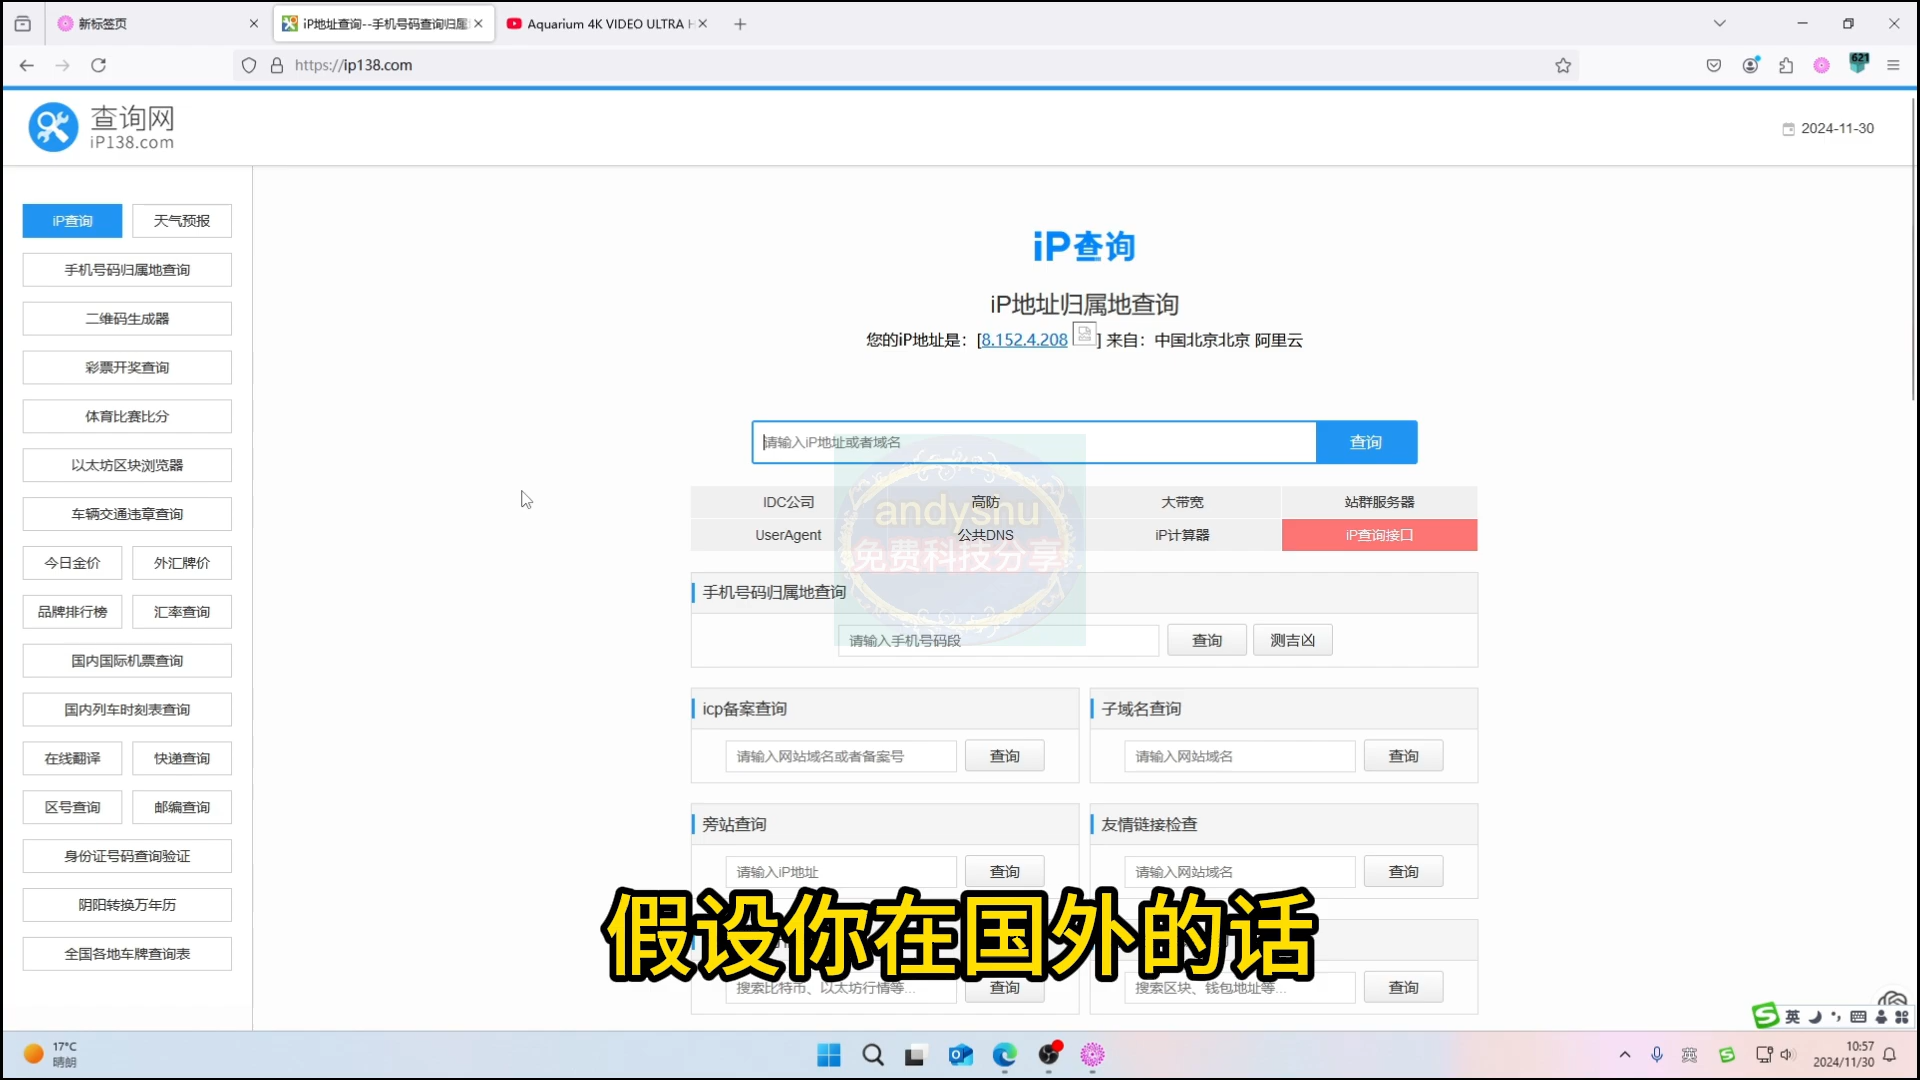 新标签页
iP地址查询--手机号码查询归属
Aquarium 4K VIDEO ULTRA H
https://ip138.com
621
查询网
iP138.com
2024-11-30
iP查询
天气预报
手机号码归属地查询
二维码生成器
彩票开奖查询
体育比赛比分
以太坊区块浏览器
车辆交通违章查询
今日金价
外汇牌价
品牌排行榜
汇率查询
国内国际机票查询
国内列车时刻表查询
在线翻译
快递查询
区号查询
邮编查询
身份证号码查询验证
阴阳转换万年历
全国各地车牌查询表
iP查询
iP地址归属地查询
您的iP地址是：[8.152.4.208 ] 来自：中国北京北京 阿里云
请输入iP地址或者域名
查询
IDC公司
高防
大带宽
站群服务器
UserAgent
公共DNS
iP计算器
iP查询接口
andyshu
免费科技分享
手机号码归属地查询
请输入手机号码段
查询
测吉凶
icp备案查询
请输入网站域名或者备案号
查询
子域名查询
请输入网站域名
查询
旁站查询
请输入iP地址
查询
友情链接检查
请输入网站域名
查询
假设你在国外的话
搜索比特币、以太坊行情等...
查询
搜索区块、钱包地址等...
查询
英
17°C
晴朗
英
10:57
2024/11/30